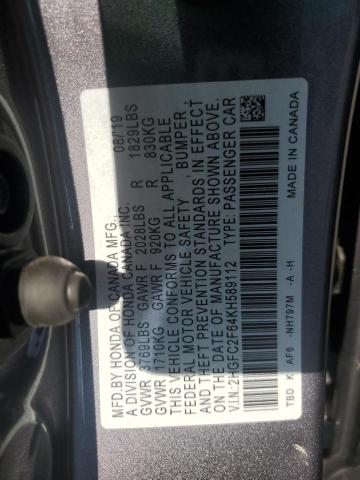 MFD.BY HONDA OF CANADA MFG., 08/19
A DIVISION OF HONDA CANADA INC.
GVWR 3769LBS GAWR F 2028LBS R 1829LBS
GVWR 1710KG GAWR F 920KG R 830KG
THIS VEHICLE CONFORMS TO ALL APPLICABLE
FEDERAL MOTOR VEHICLE SAFETY , BUMPER ,
AND THEFT PREVENTION STANDARDS IN EFFECT
ON THE DATE OF MANUFACTURE SHOWN ABOVE.
V.I.N.: 2HGFC2F64KH589112 TYPE: PASSENGER CAR
TBD K AF6 -NH797M -A -H MADE IN CANADA